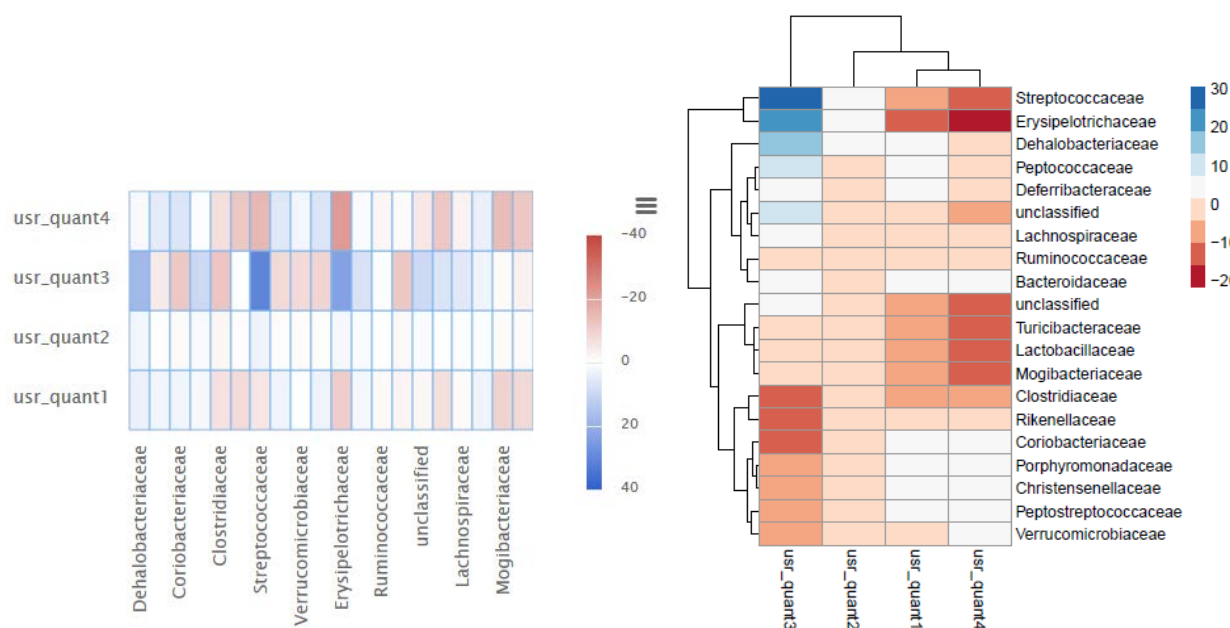 usr_quant4
usr_quant3
usr_quant2
usr_quant1
Dehalobacteriaceae
Coriobacteriaceae
Clostridiaceae
Streptococcaceae
Verrucomicrobiaceae
Erysipelotrichaceae
Ruminococcaceae
unclassified
Lachnospiraceae
Mogibacteriaceae
−40
−20
0
20
40
Streptococcaceae
Erysipelotrichaceae
Dehalobacteriaceae
Peptococcaceae
Deferribacteraceae
unclassified
Lachnospiraceae
Ruminococcaceae
Bacteroidaceae
unclassified
Turicibacteraceae
Lactobacillaceae
Mogibacteriaceae
Clostridiaceae
Rikenellaceae
Coriobacteriaceae
Porphyromonadaceae
Christensenellaceae
Peptostreptococcaceae
Verrucomicrobiaceae
usr_quant3
usr_quant2
usr_quant1
usr_quant4
30
20
10
0
−10
−20